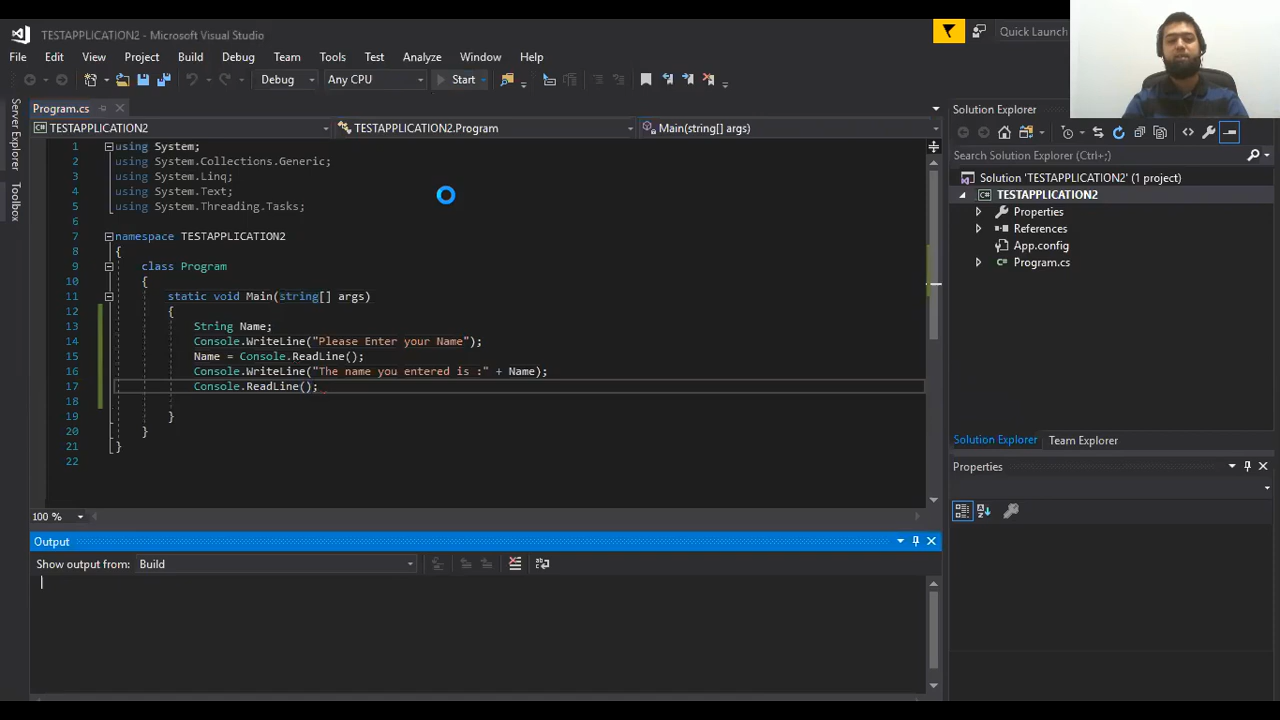 TESTAPPLICATION2 - Microsoft Visual Studio
Quick Launch
File Edit View Project Build Debug Team Tools Test Analyze Window Help
Debug Any CPU Start
Server Explorer
Toolbox
Program.cs
TESTAPPLICATION2 TESTAPPLICATION2.Program Main(string[] args)
1 using System;
2 using System.Collections.Generic;
3 using System.Linq;
4 using System.Text;
5 using System.Threading.Tasks;
6
7 namespace TESTAPPLICATION2
8 {
9 class Program
10 {
11 static void Main(string[] args)
12 {
13 String Name;
14 Console.WriteLine("Please Enter your Name");
15 Name = Console.ReadLine();
16 Console.WriteLine("The name you entered is :" + Name);
17 Console.ReadLine();
18
19 }
20 }
21 }
22
100 %
Output
Show output from: Build
Solution Explorer
Search Solution Explorer (Ctrl+;)
Solution 'TESTAPPLICATION2' (1 project)
TESTAPPLICATION2
Properties
References
App.config
Program.cs
Solution Explorer Team Explorer
Properties